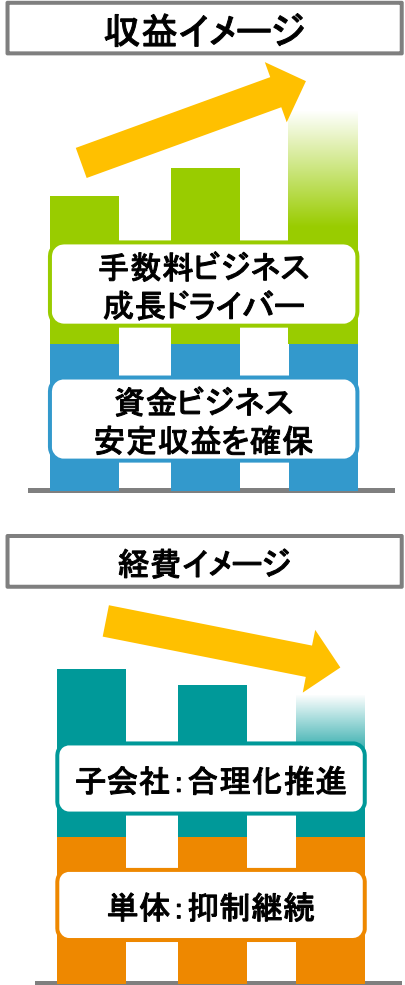 収益イメージ
手数料ビジネス
成長ドライバー
資金ビジネス
安定収益を確保
経費イメージ
子会社：合理化推進
単体：抑制継続